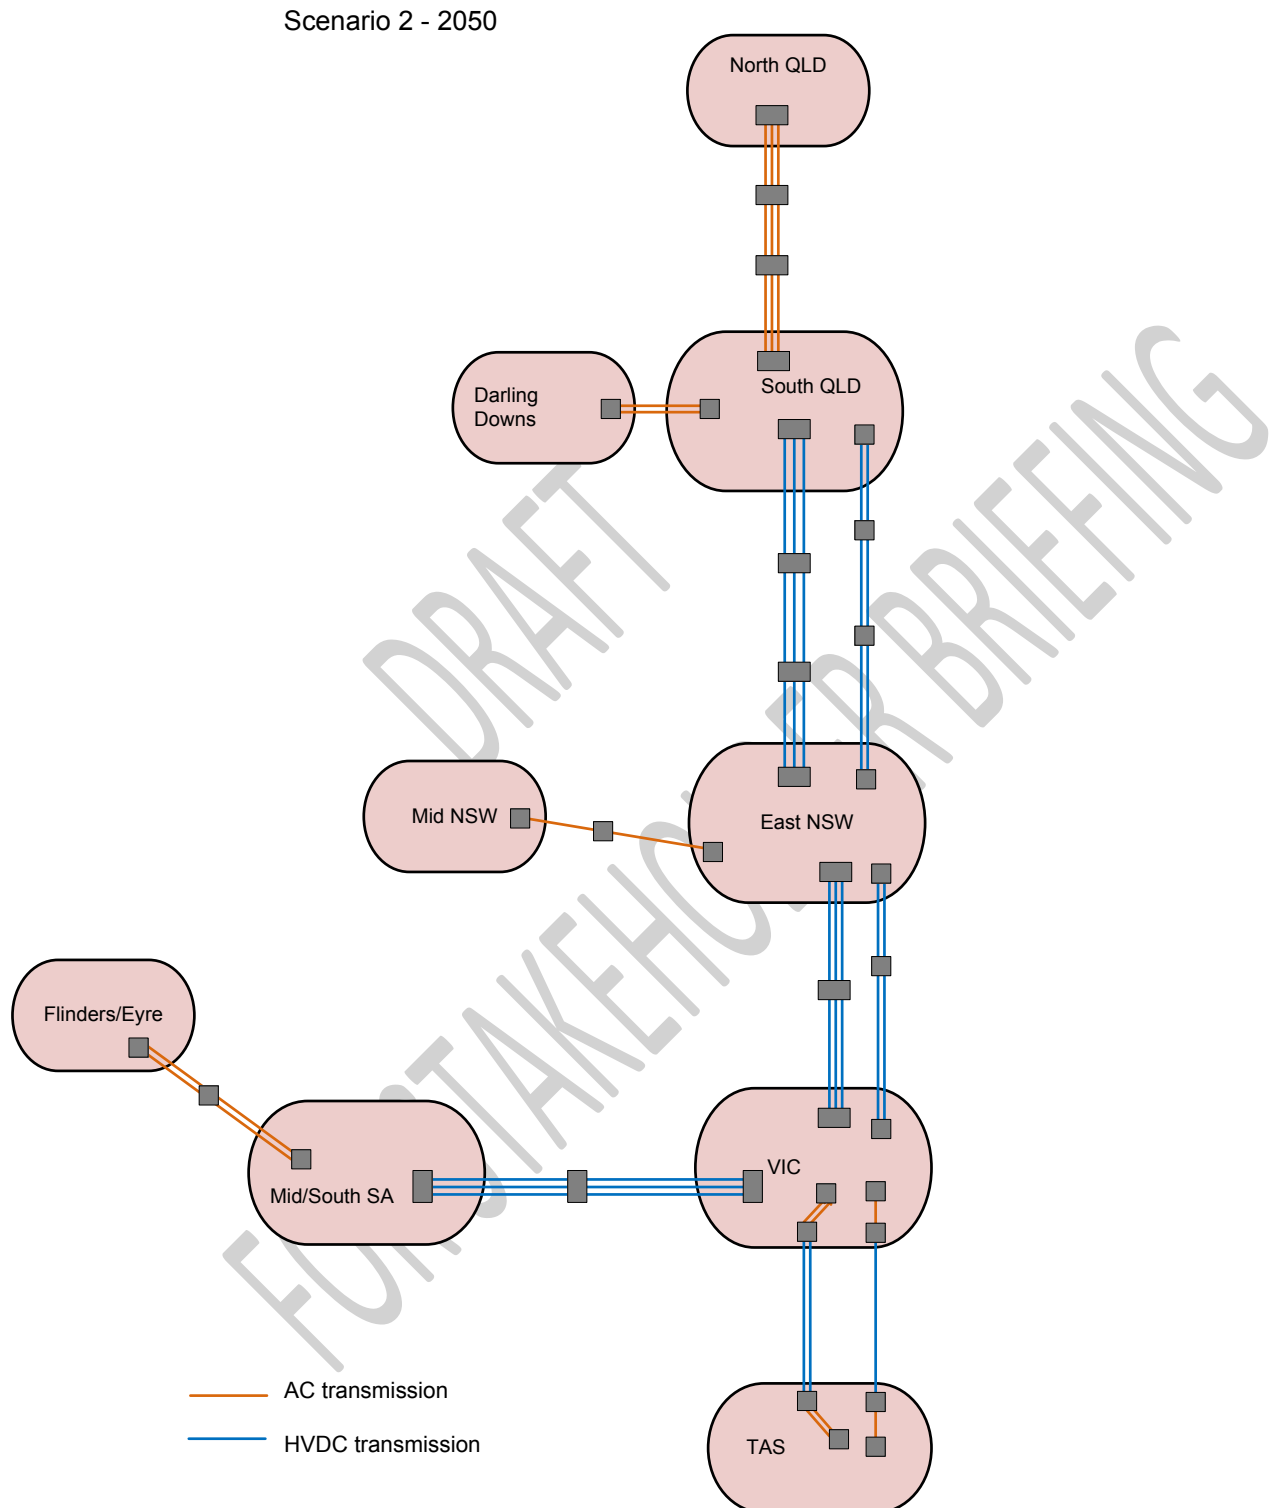 Scenario 2 - 2050
North QLD
South QLD
Darling
Downs
DRAFT
FOR STAKEHOLDER BRIEFING
Mid NSW
East NSW
Flinders/Eyre
VIC
Mid/South SA
AC transmission
HVDC transmission
TAS